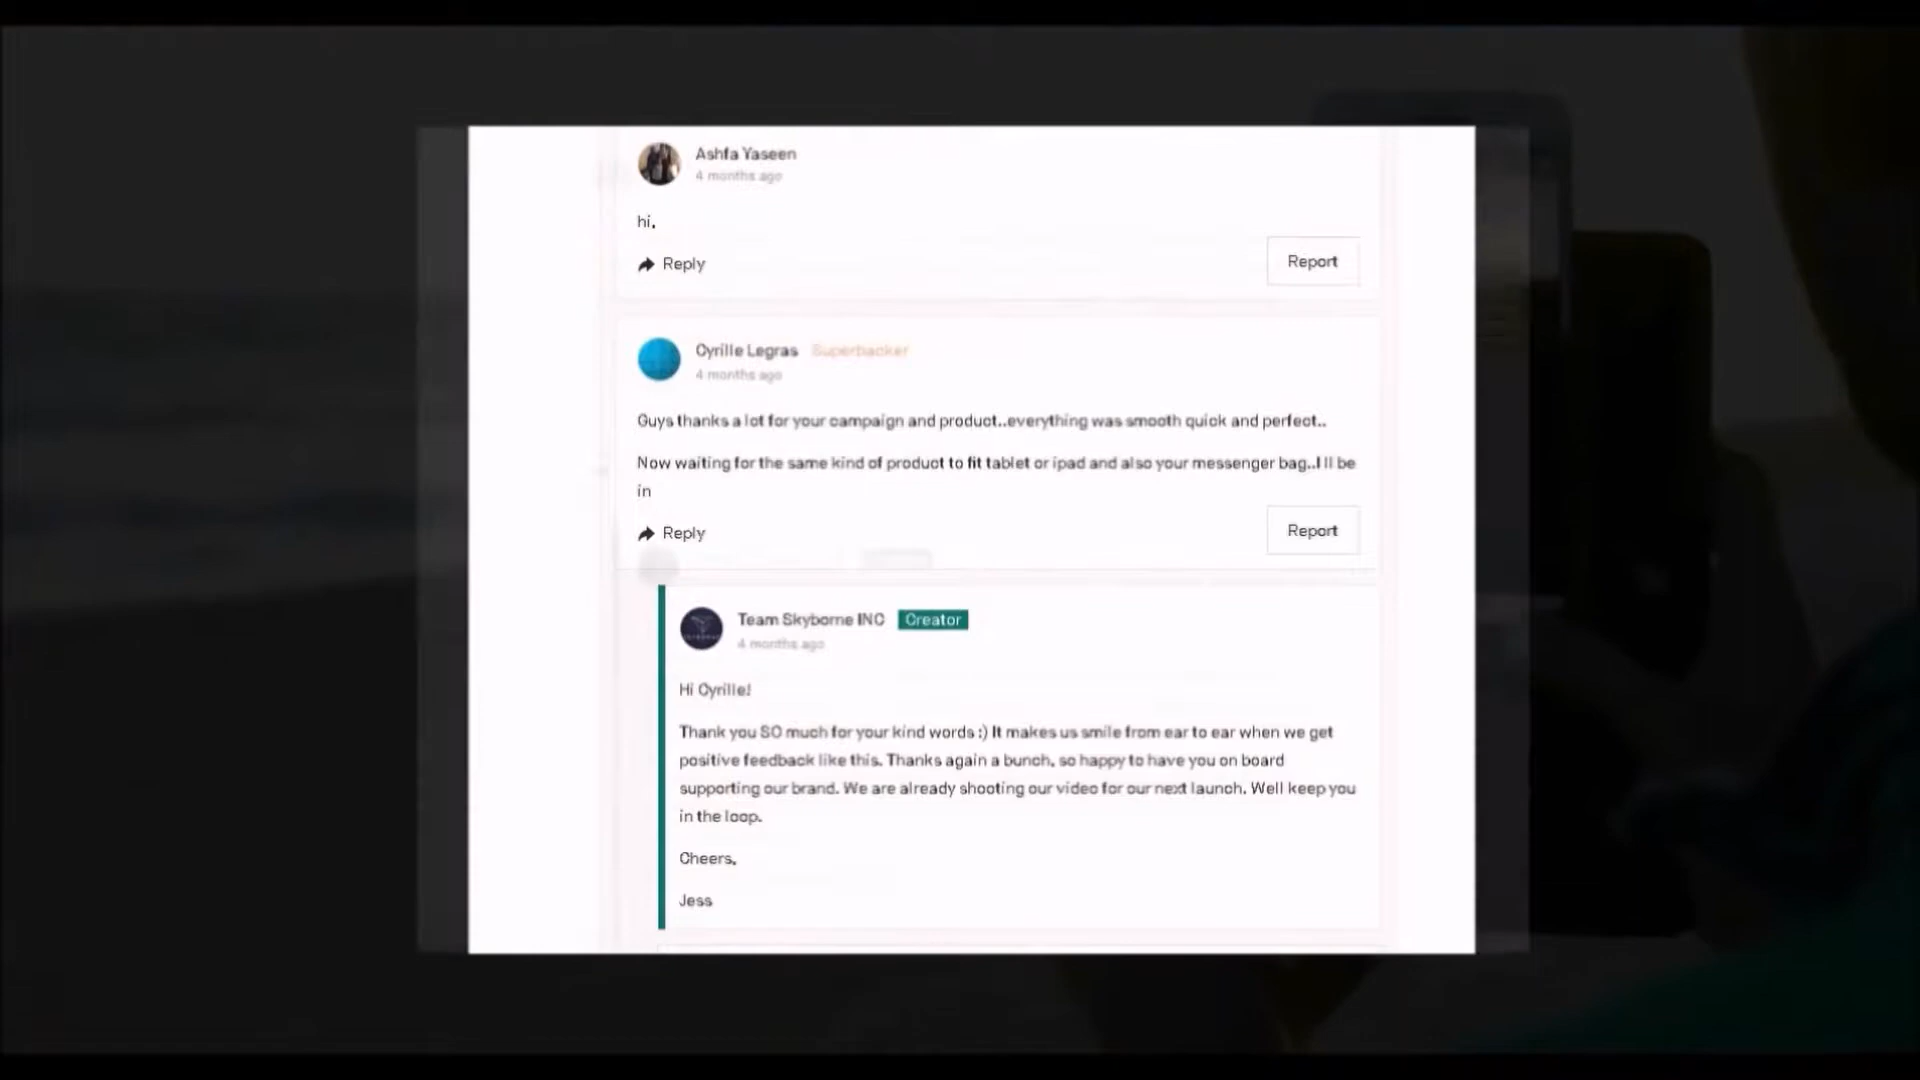 Ashfa Yaseen
4 months ago
hi,
Reply
Report
Cyrille Legras Superbacker
4 months ago
Guys thanks a lot for your campaign and product..everything was smooth quick and perfect..
Now waiting for the same kind of product to fit tablet or ipad and also your messenger bag..I ll be
in
Reply
Report
Team Skyborne INC Creator
4 months ago
Hi Cyrille!
Thank you SO much for your kind words :) It makes us smile from ear to ear when we get
positive feedback like this. Thanks again a bunch, so happy to have you on board
supporting our brand. We are already shooting our video for our next launch. Well keep you
in the loop.
Cheers,
Jess